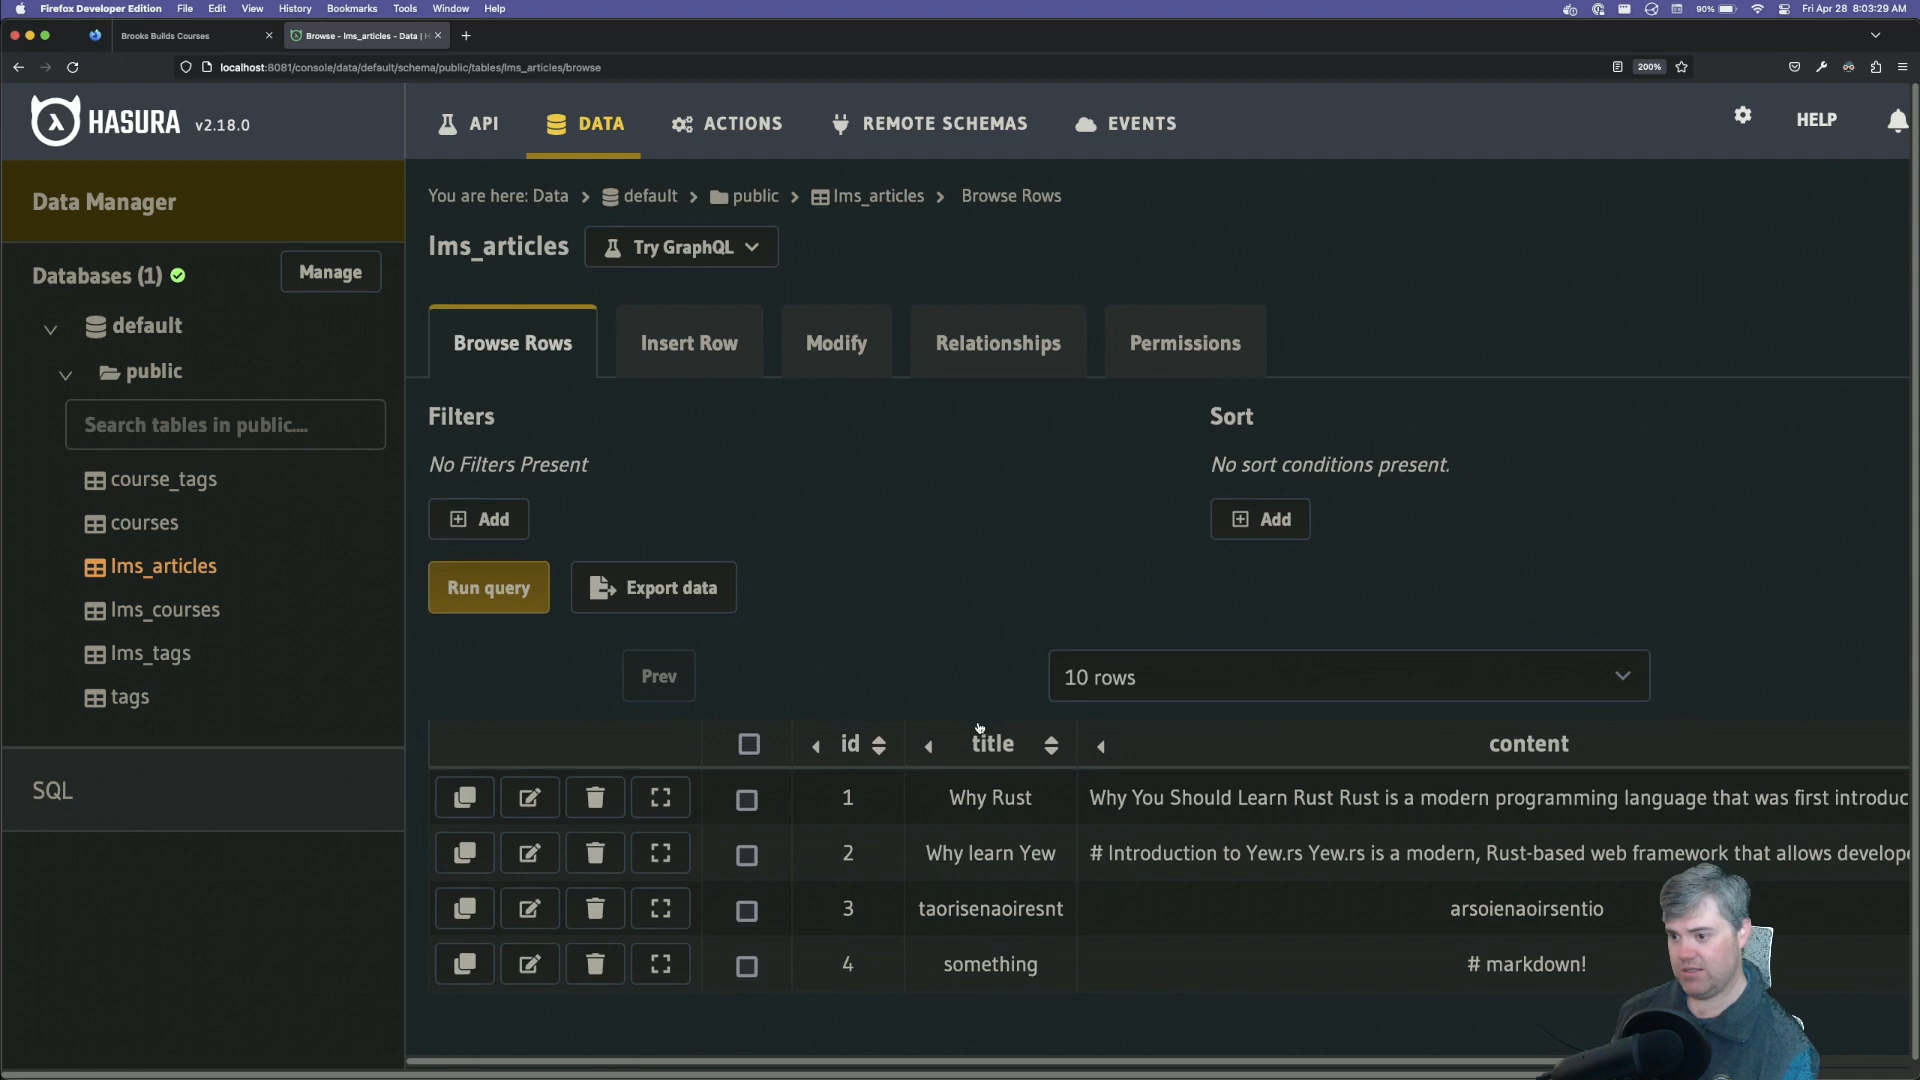 Firefox Developer Edition File Edit View History Bookmarks Tools Window Help 90% Fri Apr 28 8:03:29 AM
Brooks Builds Courses
Browse - lms_articles - Data | H
localhost:8081/console/data/default/schema/public/tables/lms_articles/browse
200%
HASURA v2.18.0
API DATA ACTIONS REMOTE SCHEMAS EVENTS
HELP
Data Manager
Databases (1)
Manage
default
public
Search tables in public....
course_tags
courses
lms_articles
lms_courses
lms_tags
tags
SQL
You are here: Data > default > public > lms_articles > Browse Rows
lms_articles
Try GraphQL
Browse Rows Insert Row Modify Relationships Permissions
Filters
No Filters Present
Add
Sort
No sort conditions present.
Add
Run query
Export data
Prev
10 rows
id title content
1 Why Rust Why You Should Learn Rust Rust is a modern programming language that was first introduc
2 Why learn Yew # Introduction to Yew.rs Yew.rs is a modern, Rust-based web framework that allows develope
3 taorisenaoiresnt arsoienaoirsentio
4 something # markdown!